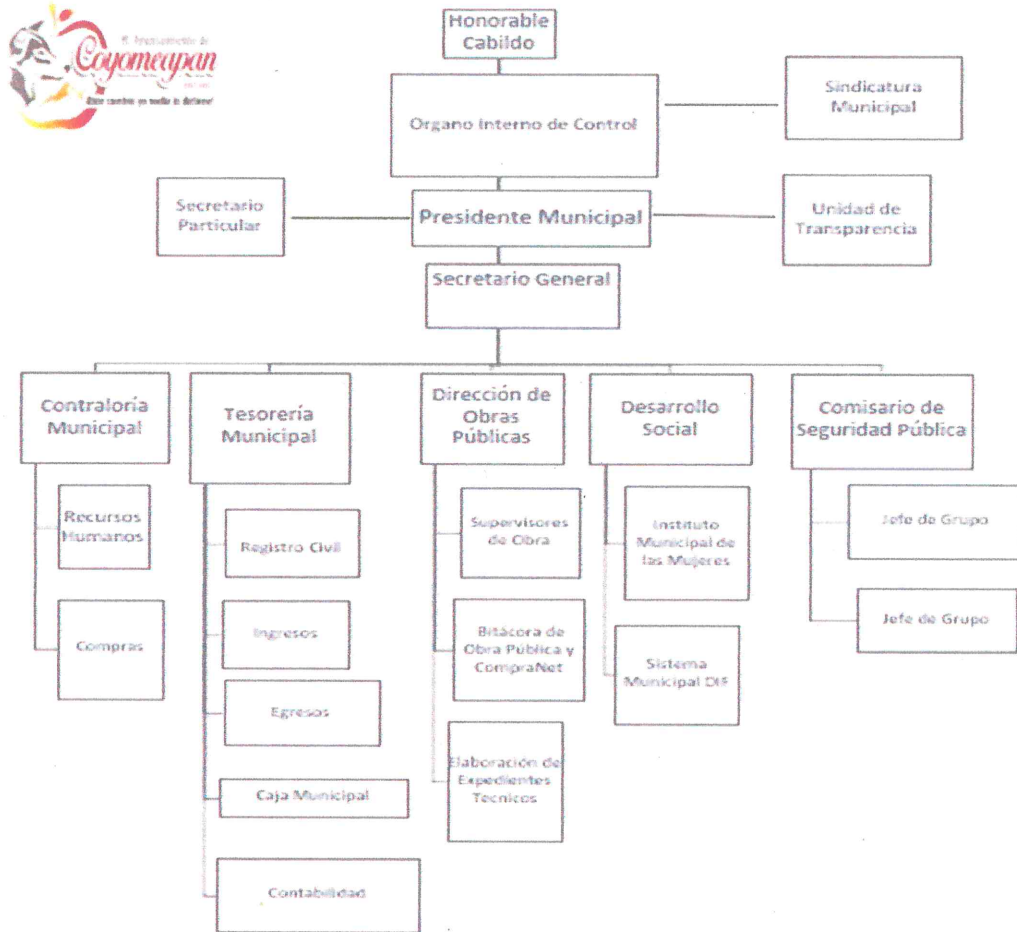 H. Ayuntamiento de
Coyomeapan
Honorable
Cabildo
Organo Interno de Control
Sindicatura
Municipal
Secretario
Particular
Presidente Municipal
Unidad de
Transparencia
Secretario General
Contraloría
Municipal
Tesorería
Municipal
Dirección de
Obras
Públicas
Desarrollo
Social
Comisario de
Seguridad Pública
Recursos
Humanos
Compras
Registro Civil
Ingresos
Egresos
Caja Municipal
Contabilidad
Supervisores
de Obra
Bitácora de
Obra Pública y
CompraNet
Elaboración de
Expedientes
Tecnicos
Instituto
Municipal de
las Mujeres
Sistema
Municipal DIF
Jefe de Grupo
Jefe de Grupo